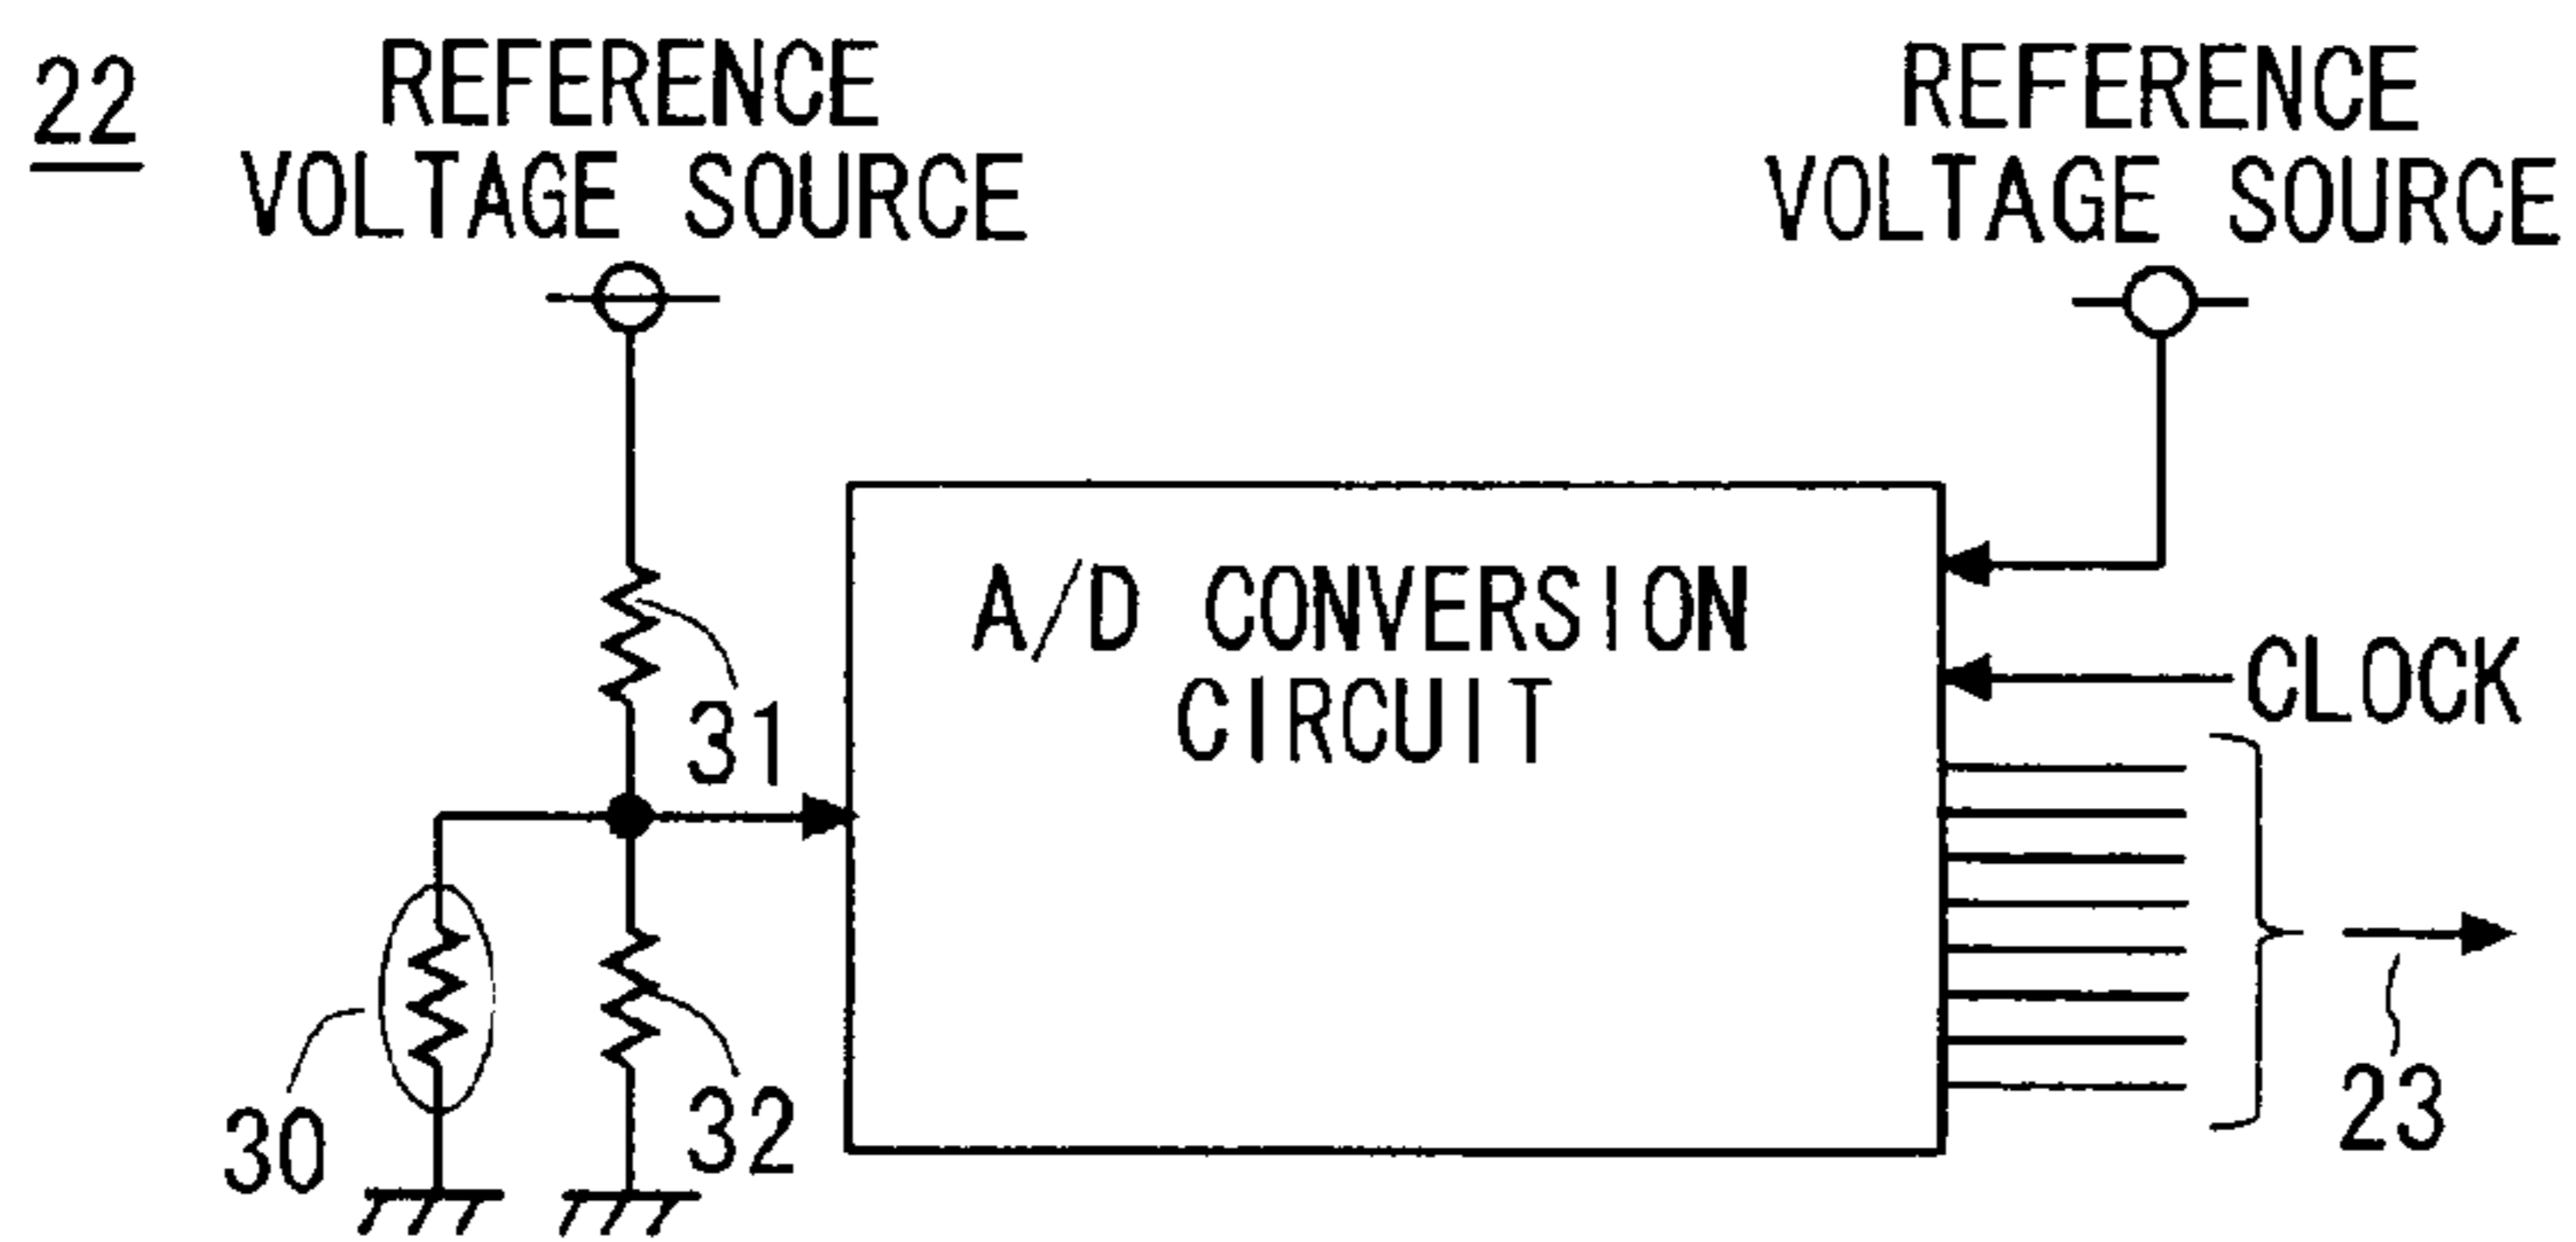 22
REFERENCE
VOLTAGE SOURCE
REFERENCE
VOLTAGE SOURCE
A/D CONVERSION
CIRCUIT
CLOCK
31
30
32
23